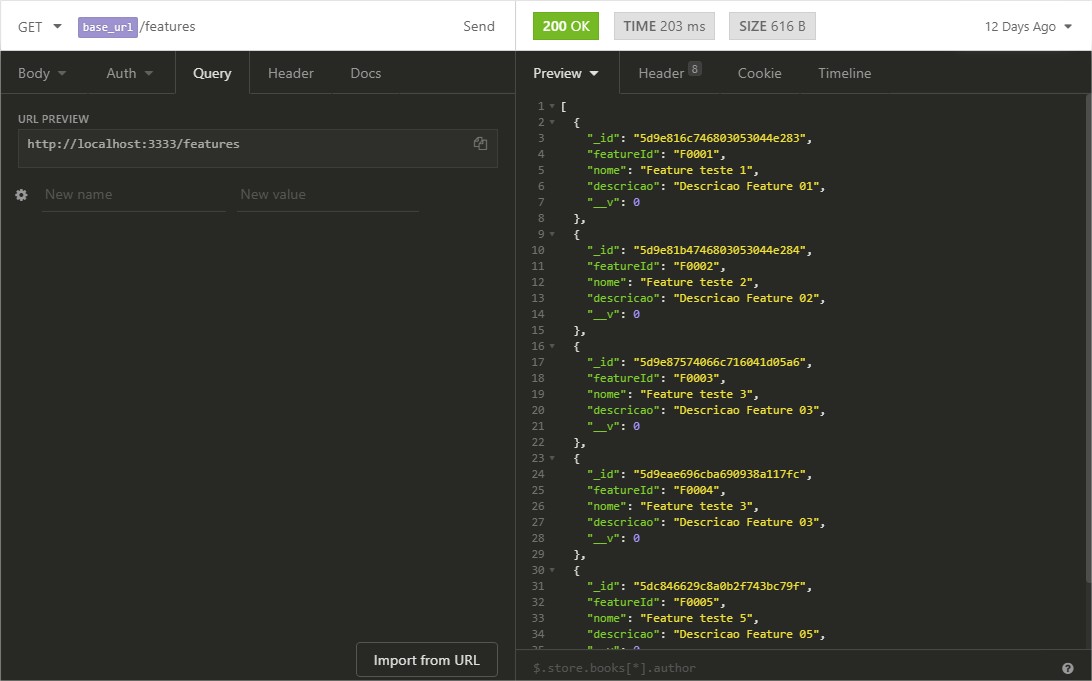 GET base_url/features Send
200 OK TIME 203 ms SIZE 616 B 12 Days Ago
Body Auth Query Header Docs
Preview Header 8 Cookie Timeline
URL PREVIEW
http://localhost:3333/features
New name New value
Import from URL
1 [
2 {
3 "_id": "5d9e816c746803053044e283",
4 "featureId": "F0001",
5 "nome": "Feature teste 1",
6 "descricao": "Descricao Feature 01",
7 "__v": 0
8 },
9 {
10 "_id": "5d9e81b4746803053044e284",
11 "featureId": "F0002",
12 "nome": "Feature teste 2",
13 "descricao": "Descricao Feature 02",
14 "__v": 0
15 },
16 {
17 "_id": "5d9e87574066c716041d05a6",
18 "featureId": "F0003",
19 "nome": "Feature teste 3",
20 "descricao": "Descricao Feature 03",
21 "__v": 0
22 },
23 {
24 "_id": "5d9eae696cba690938a117fc",
25 "featureId": "F0004",
26 "nome": "Feature teste 3",
27 "descricao": "Descricao Feature 03",
28 "__v": 0
29 },
30 {
31 "_id": "5dc846629c8a0b2f743bc79f",
32 "featureId": "F0005",
33 "nome": "Feature teste 5",
34 "descricao": "Descricao Feature 05",
$.store.books[*].author